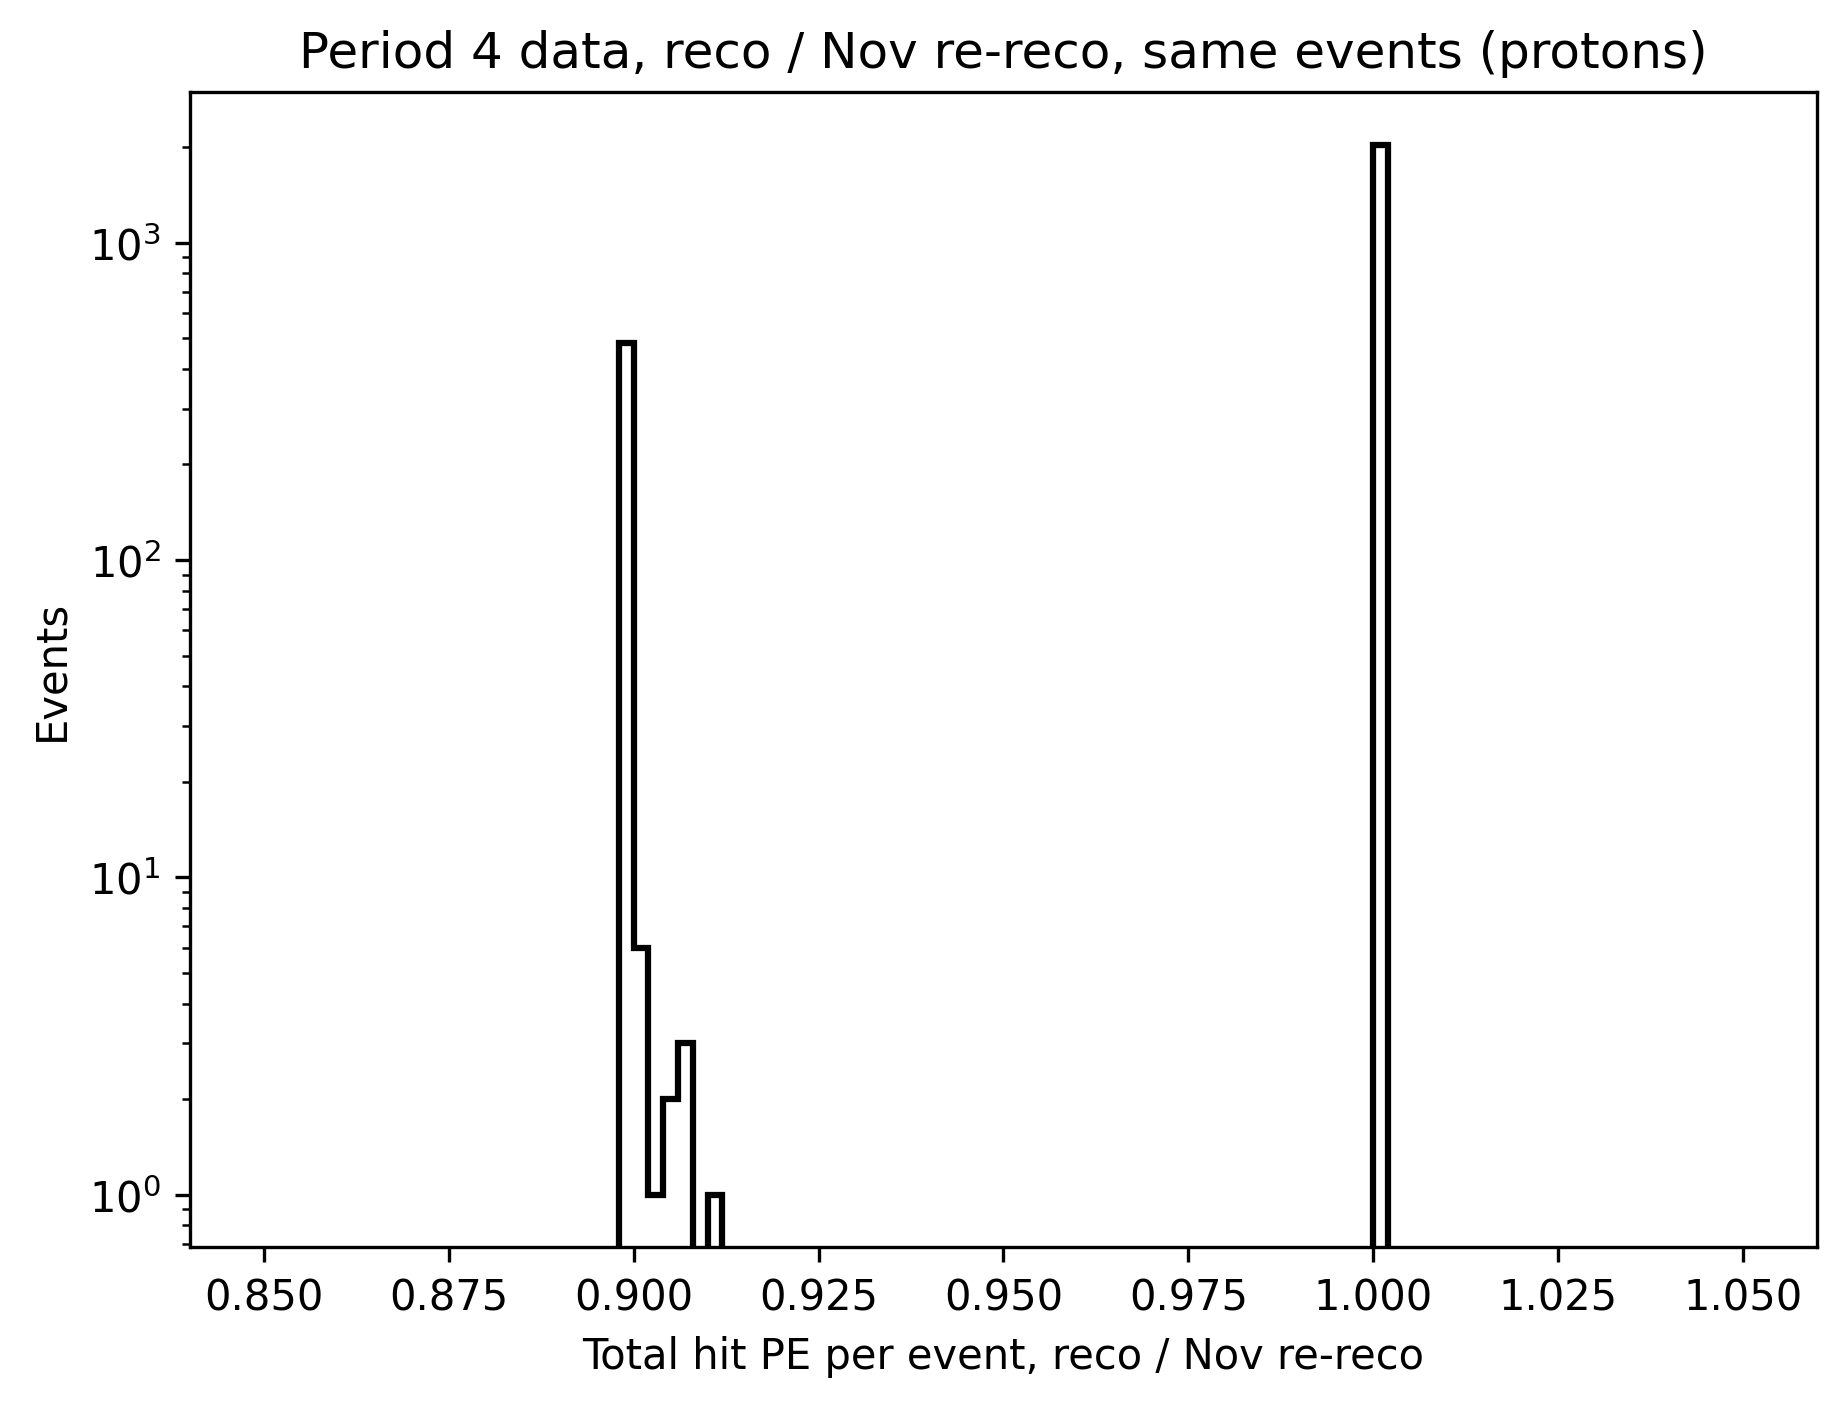 Period 4 data, reco / Nov re-reco, same events (protons)
Events
10³
10²
10¹
10⁰
0.850 0.875 0.900 0.925 0.950 0.975 1.000 1.025 1.050
Total hit PE per event, reco / Nov re-reco